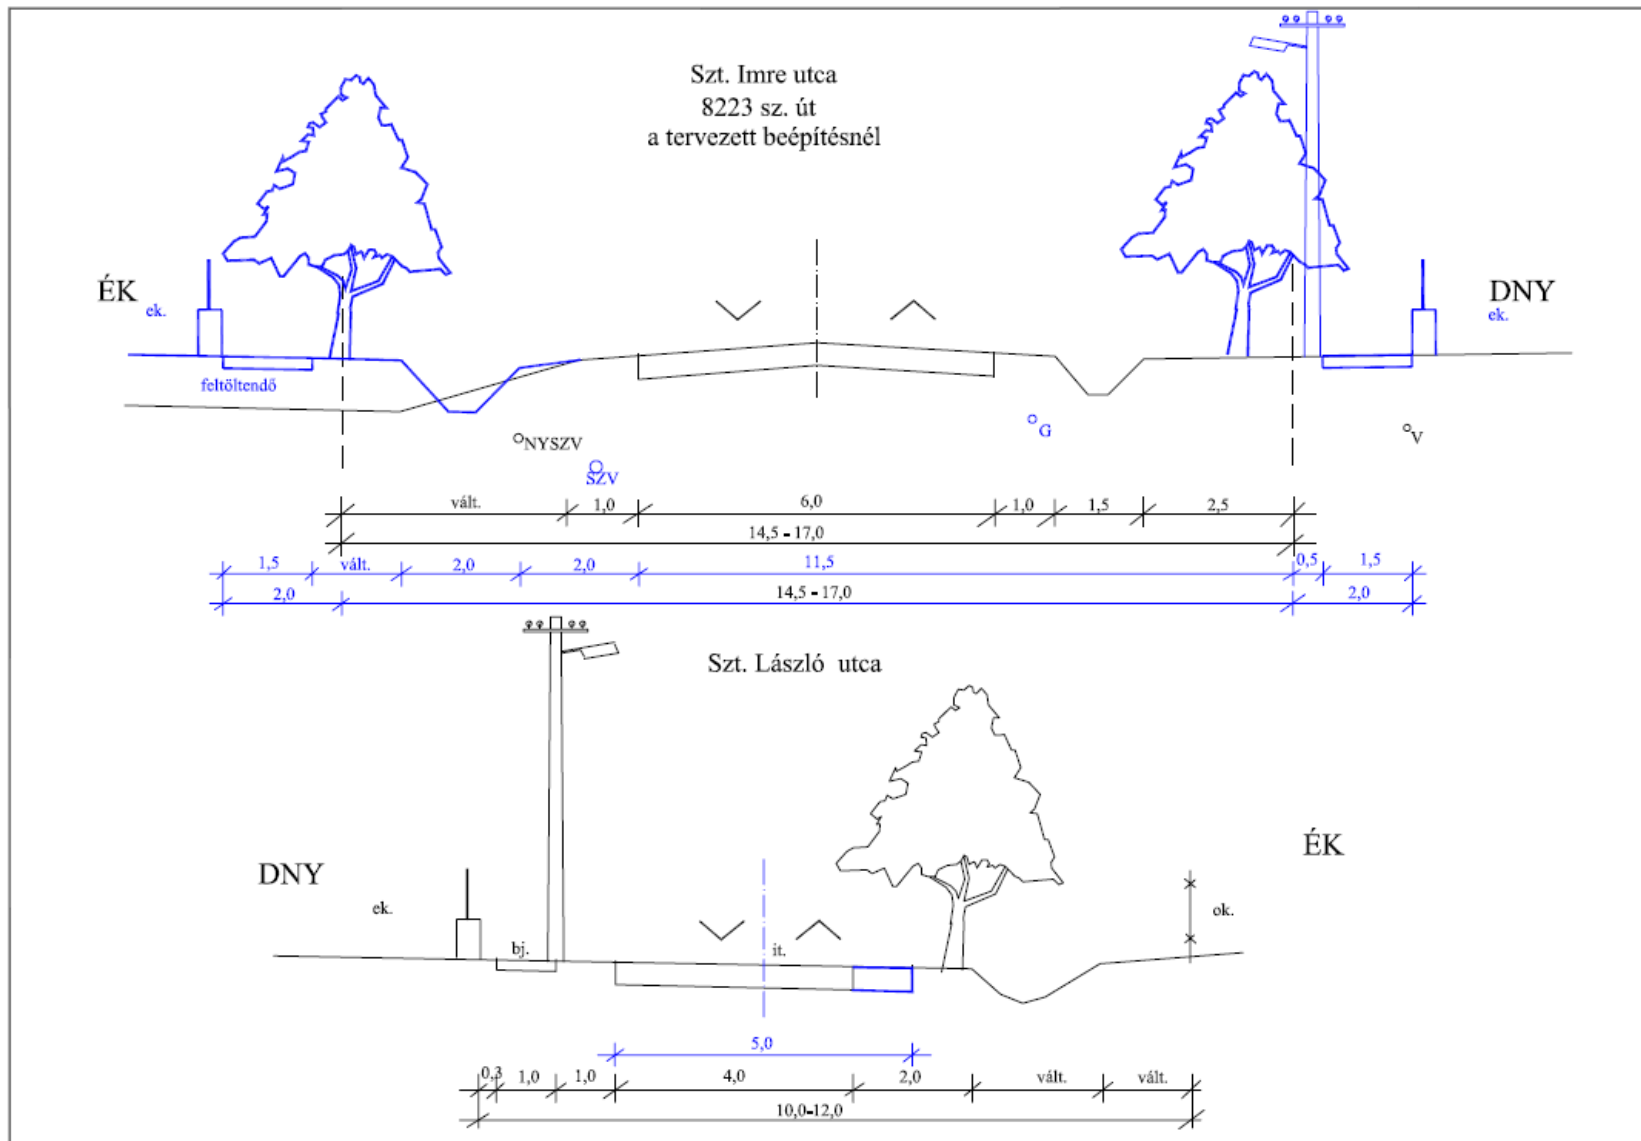 Szt. Imre utca
8223 sz. út
a tervezett beépítésnél
ÉK
ek.
DNY
ek.
feltöltendő
NYSZV
SZV
G
V
vált.
1,0
6,0
1,0
1,5
2,5
14,5 - 17,0
1,5
vált.
2,0
2,0
11,5
0,5
1,5
2,0
14,5 - 17,0
2,0
Szt. László utca
DNY
ek.
bj.
it.
ÉK
ok.
5,0
0,3
1,0
1,0
4,0
2,0
vált.
vált.
10,0-12,0